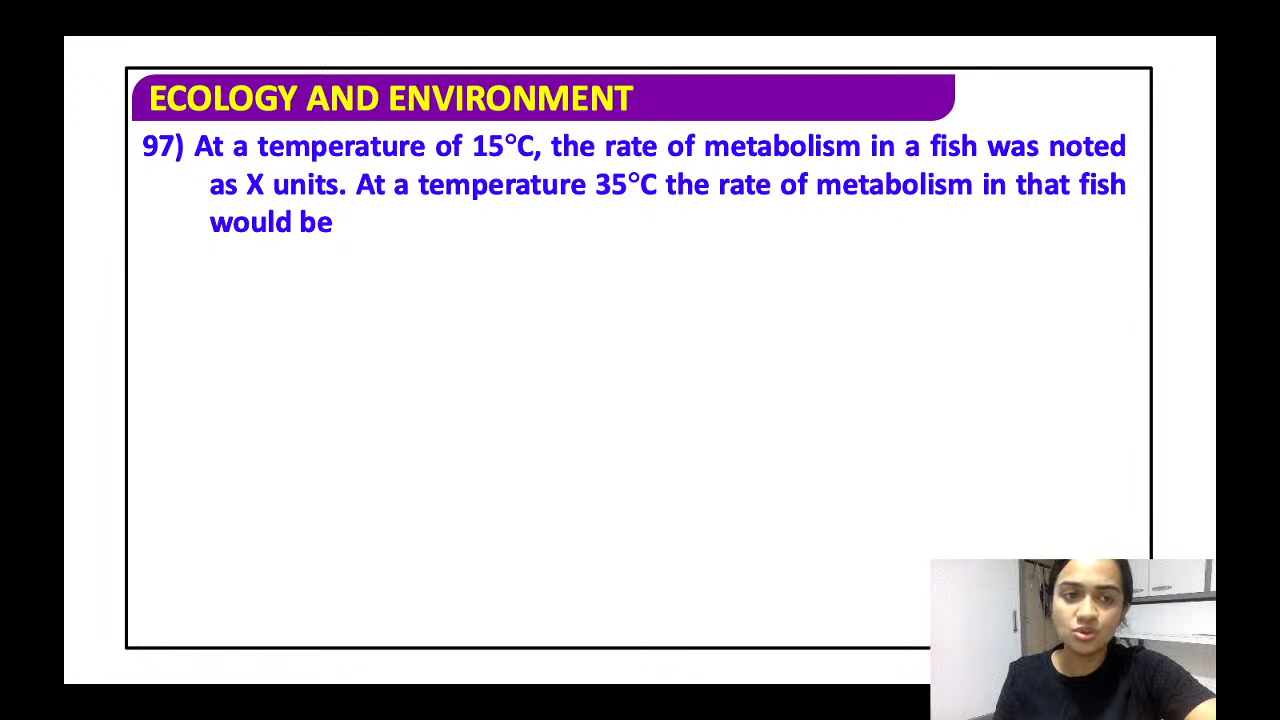 ECOLOGY AND ENVIRONMENT
97) At a temperature of 15°C, the rate of metabolism in a fish was noted
as X units. At a temperature 35°C the rate of metabolism in that fish
would be